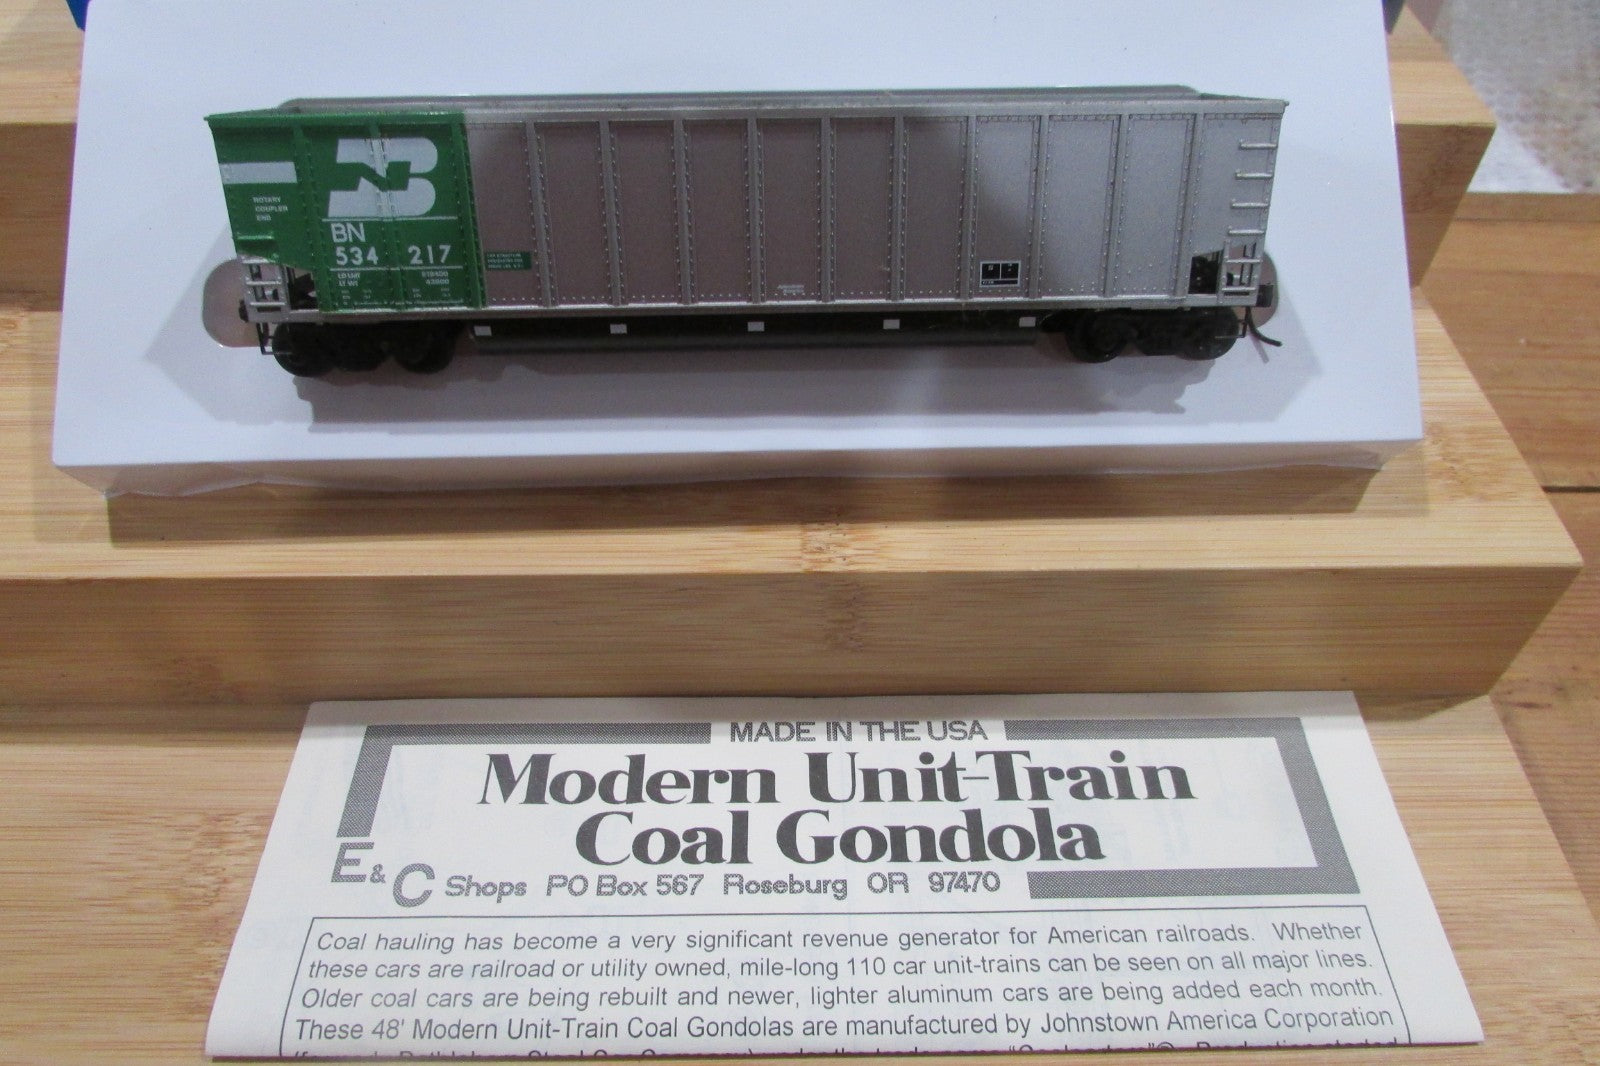 ROTARY
COUPLER
END
BN
534 217
MADE IN THE USA
Modern Unit-Train
Coal Gondola
E & C Shops PO Box 567 Roseburg OR 97470
Coal hauling has become a very significant revenue generator for American railroads. Whether
these cars are railroad or utility owned, mile-long 110 car unit-trains can be seen on all major lines.
Older coal cars are being rebuilt and newer, lighter aluminum cars are being added each month.
These 48' Modern Unit-Train Coal Gondolas are manufactured by Johnstown America Corporation